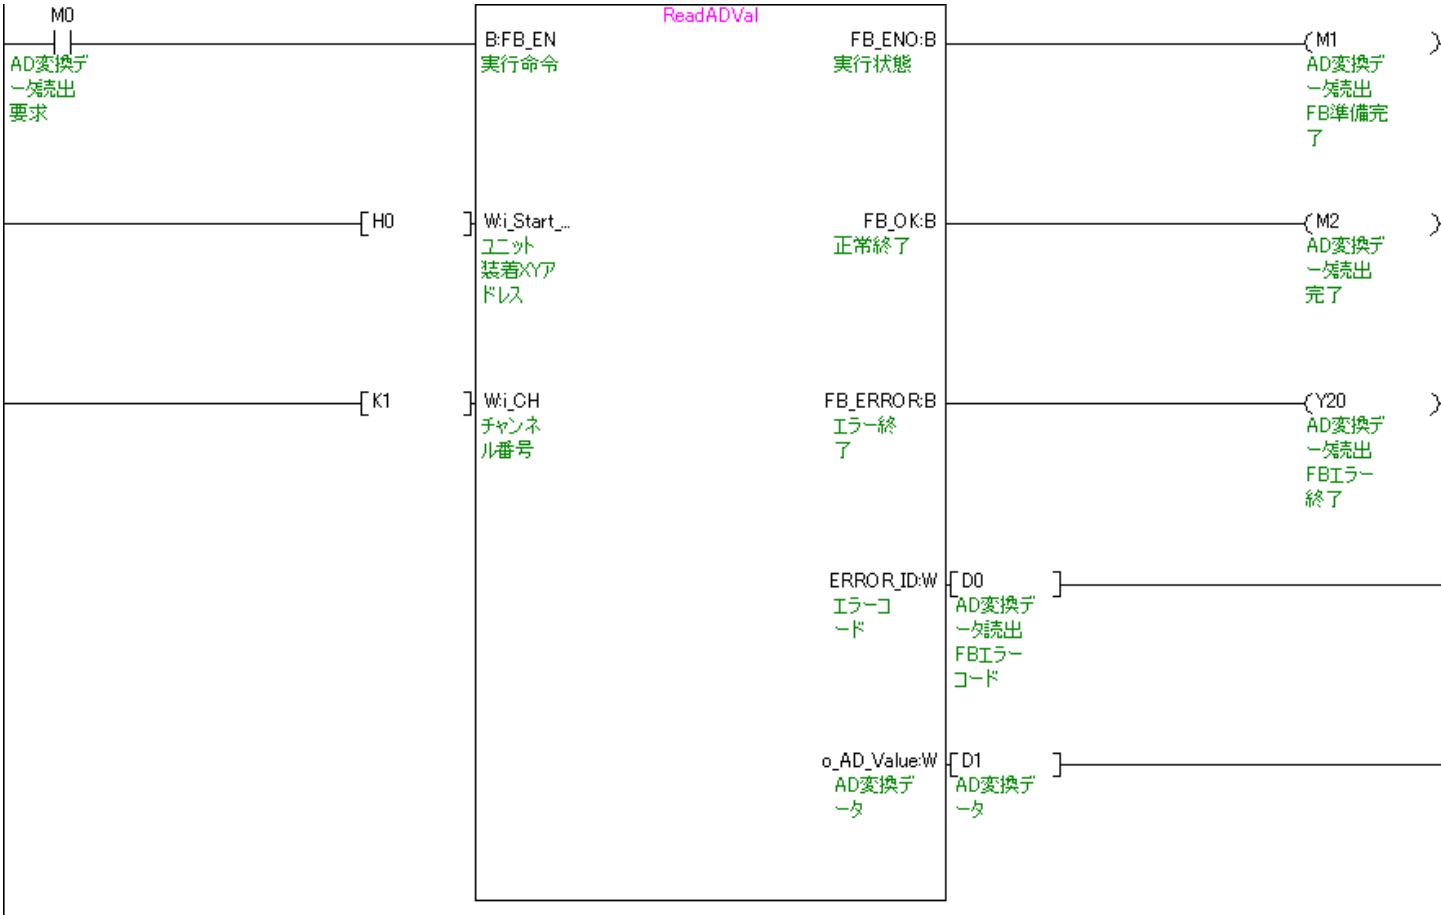 M0
AD変換デ
ータ読出
要求
ReadADVal
B:FB_EN
実行命令
FB_ENO:B
実行状態
M1
AD変換デ
ータ読出
FB準備完
了
H0
W:i_Start_...
ユニット
装着XYア
ドレス
FB_OK:B
正常終了
M2
AD変換デ
ータ読出
完了
K1
W:i_CH
チャンネ
ル番号
FB_ERROR:B
エラー終
了
Y20
AD変換デ
ータ読出
FBエラー
終了
ERROR_ID:W
エラーコ
ード
D0
AD変換デ
ータ読出
FBエラー
コード
o_AD_Value:W
AD変換デ
ータ
D1
AD変換デ
ータ